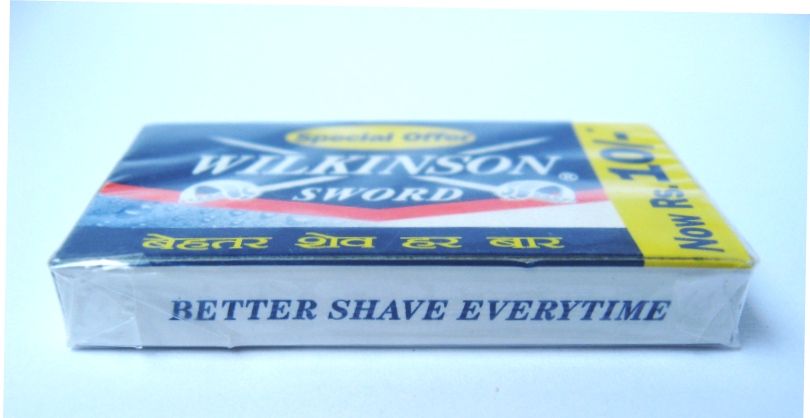 Special Offer
WILKINSON®
SWORD
Now Rs. 10/-*
बेहतर शेव हर बार
BETTER SHAVE EVERYTIME